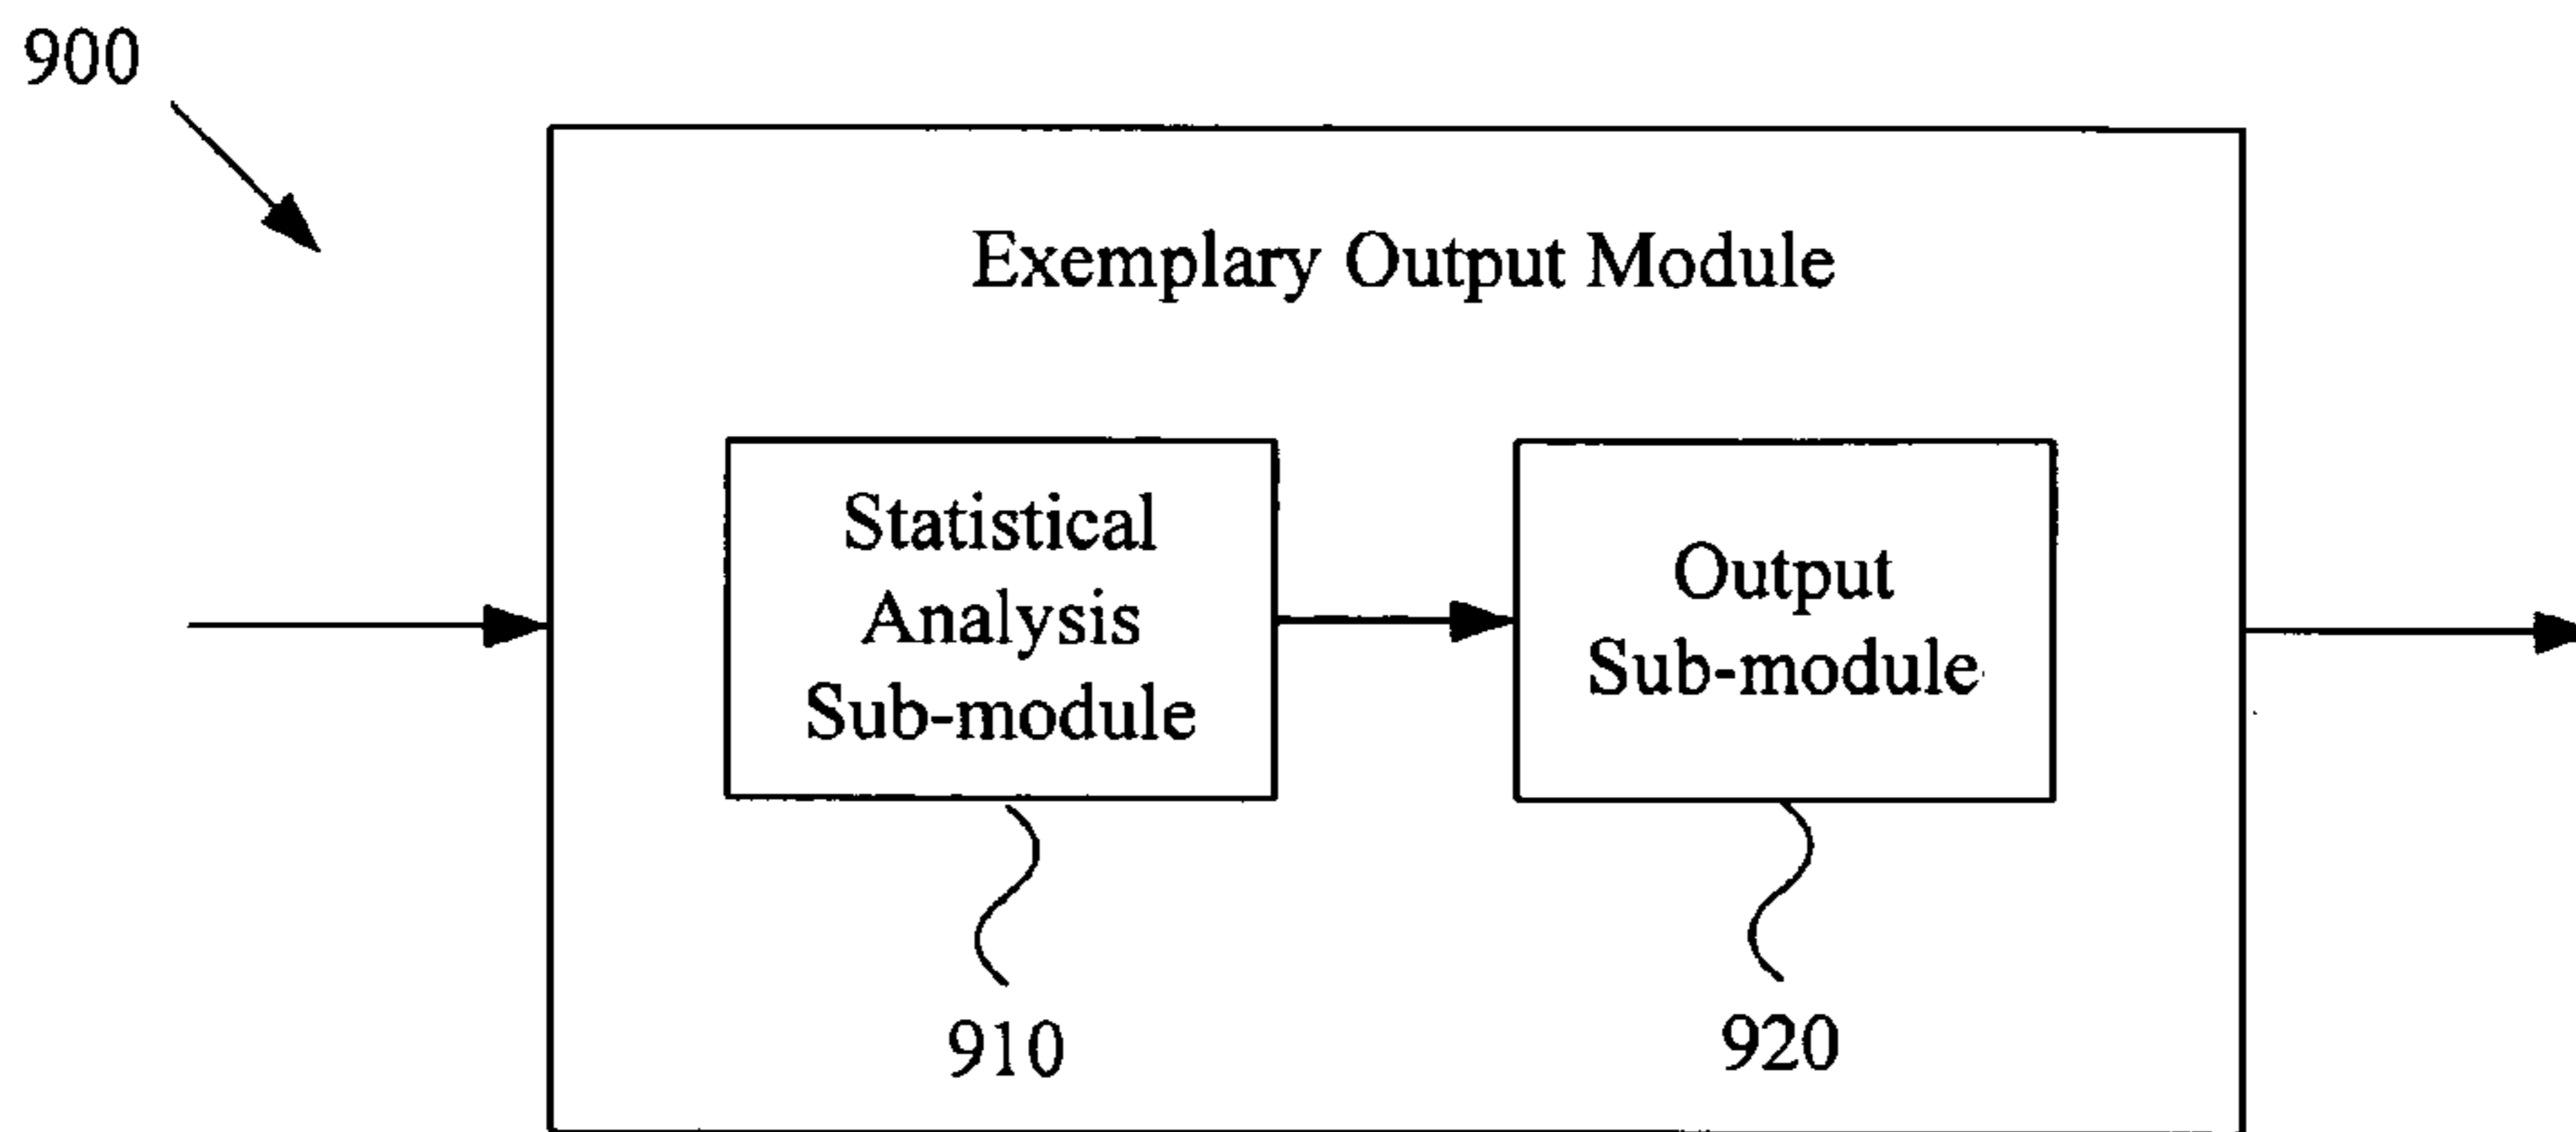 900
Exemplary Output Module
Statistical
Analysis
Sub-module
Output
Sub-module
910
920